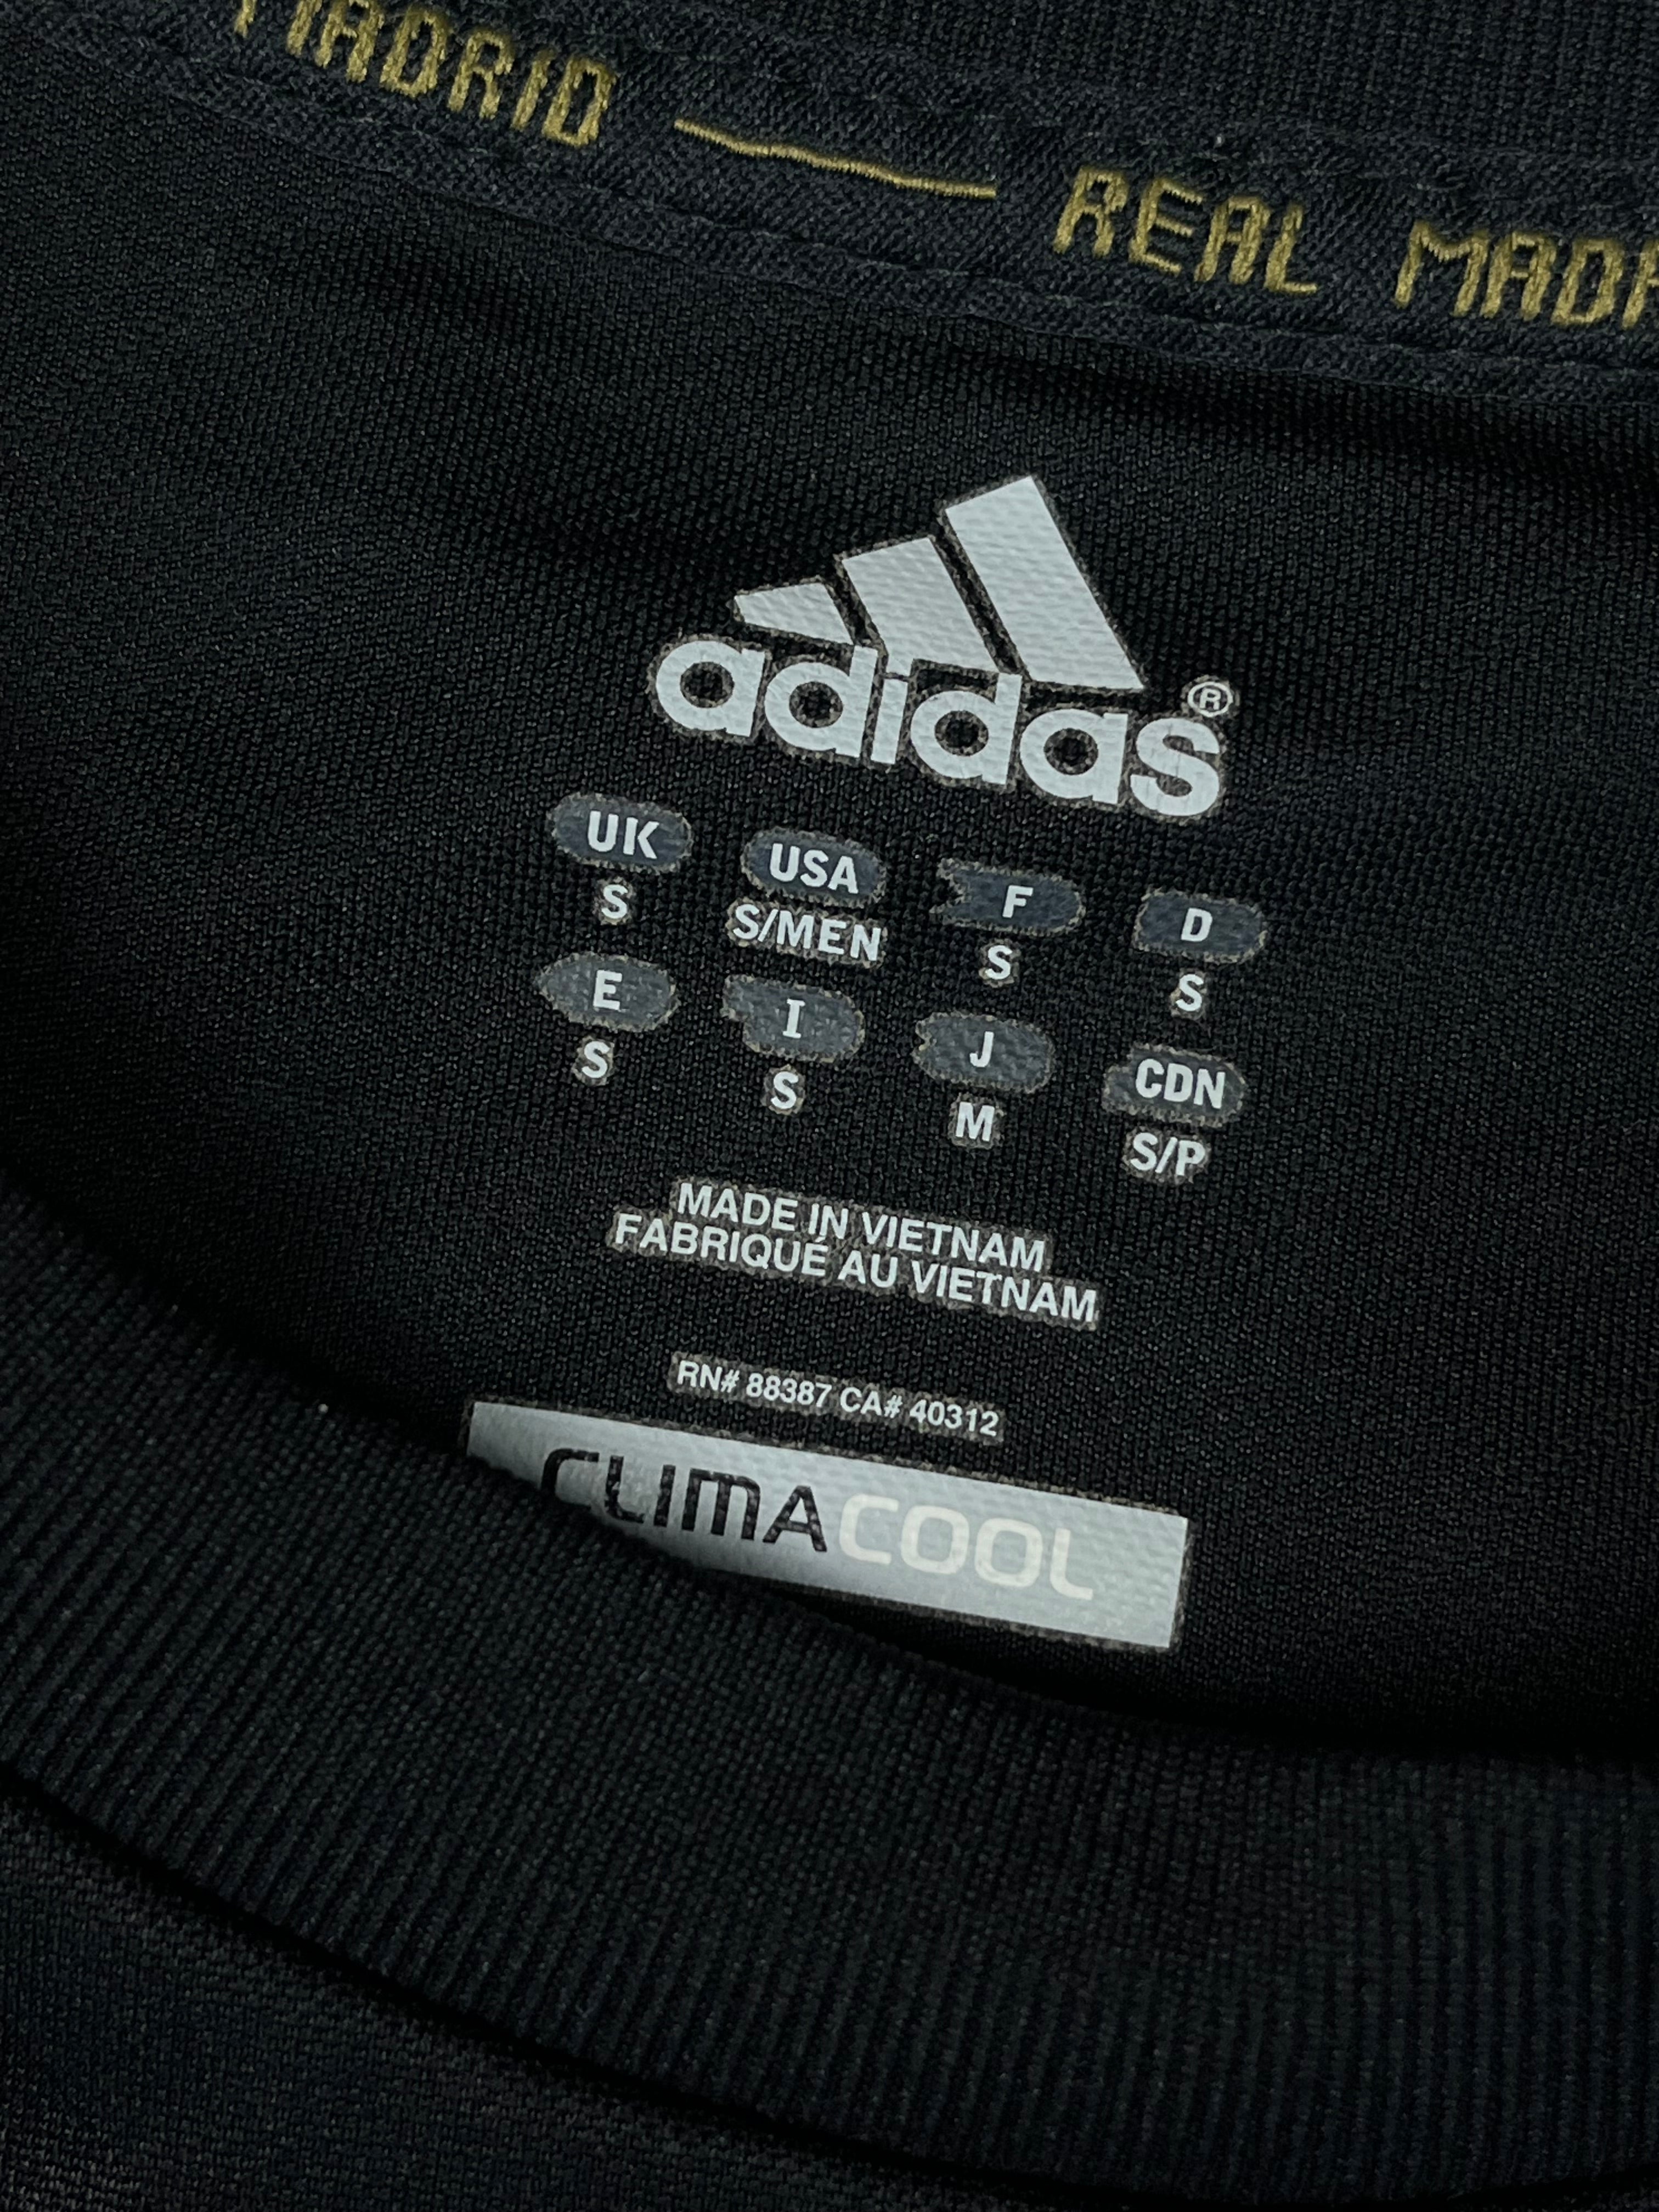 MADRID — REAL MADR
adidas®
UK USA F D
S S/MEN S S
E I J CDN
S S M S/P
MADE IN VIETNAM
FABRIQUÉ AU VIETNAM
RN# 88387 CA# 40312
CLIMACOOL